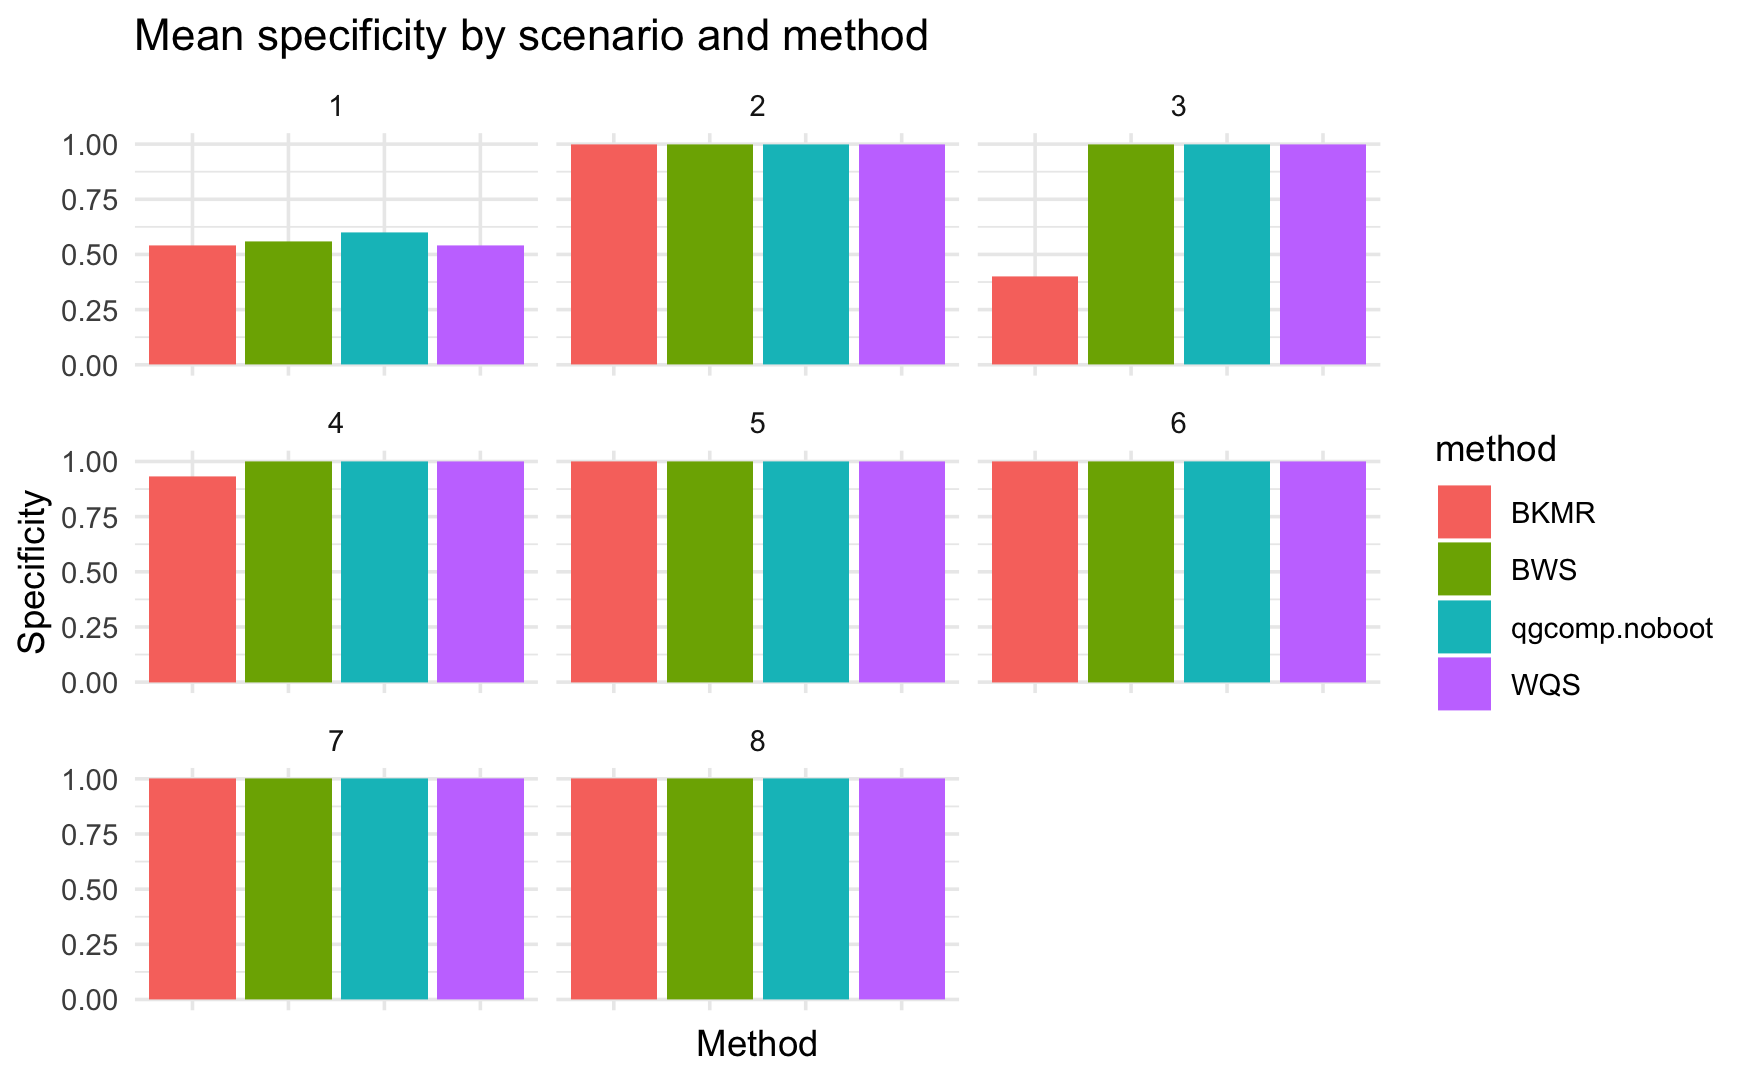 Mean specificity by scenario and method
1 2 3
1.00
0.75
0.50
0.25
0.00
4 5 6
1.00
0.75
0.50
0.25
0.00
7 8
1.00
0.75
0.50
0.25
0.00
Specificity
Method
method
BKMR
BWS
qgcomp.noboot
WQS